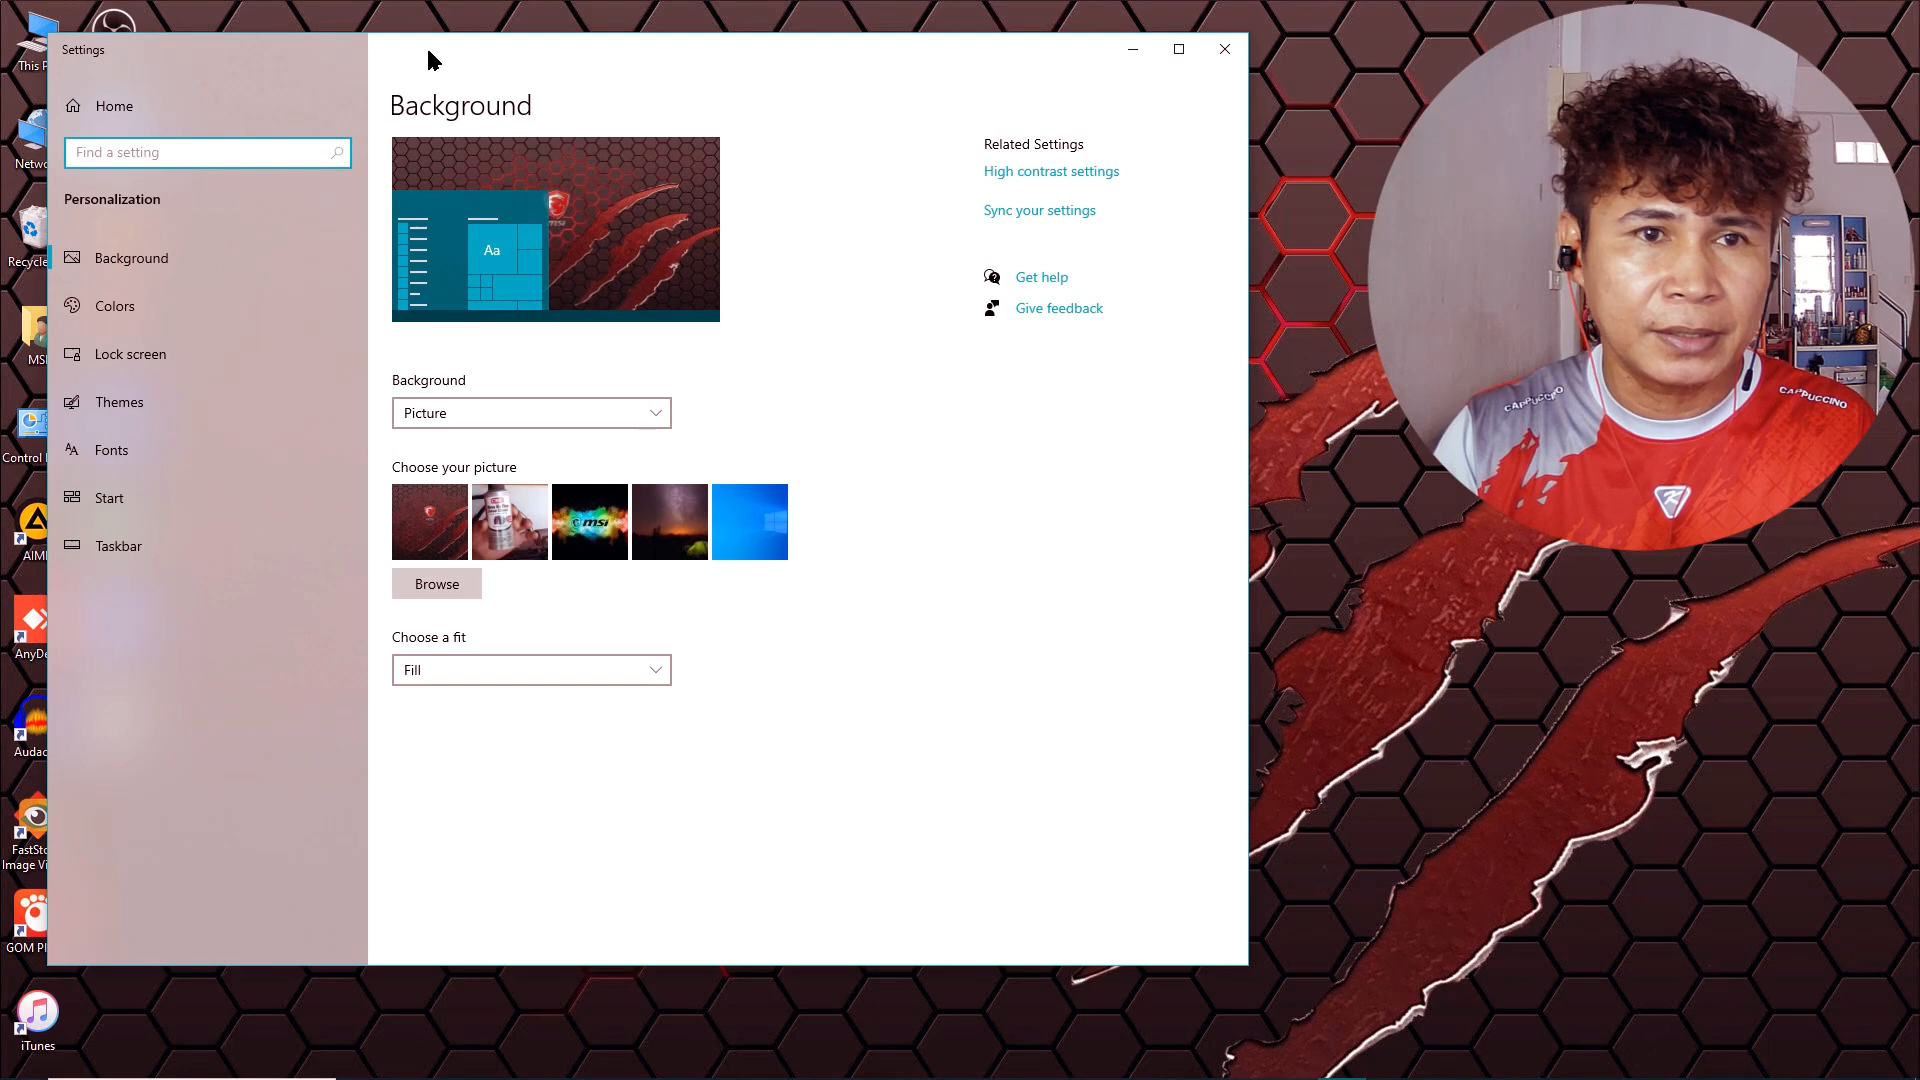 This P
Netwo
Recycle
MSI
Control
AIMP
AnyDe
Audac
FastSto
Image Vi
GOM Pl
iTunes
Settings
Home
Find a setting
Personalization
Background
Colors
Lock screen
Themes
Fonts
Start
Taskbar
Background
Aa
Background
Picture
Choose your picture
msi
Browse
Choose a fit
Fill
Related Settings
High contrast settings
Sync your settings
Get help
Give feedback
CAPPUCCINO
CAPPUCCINO